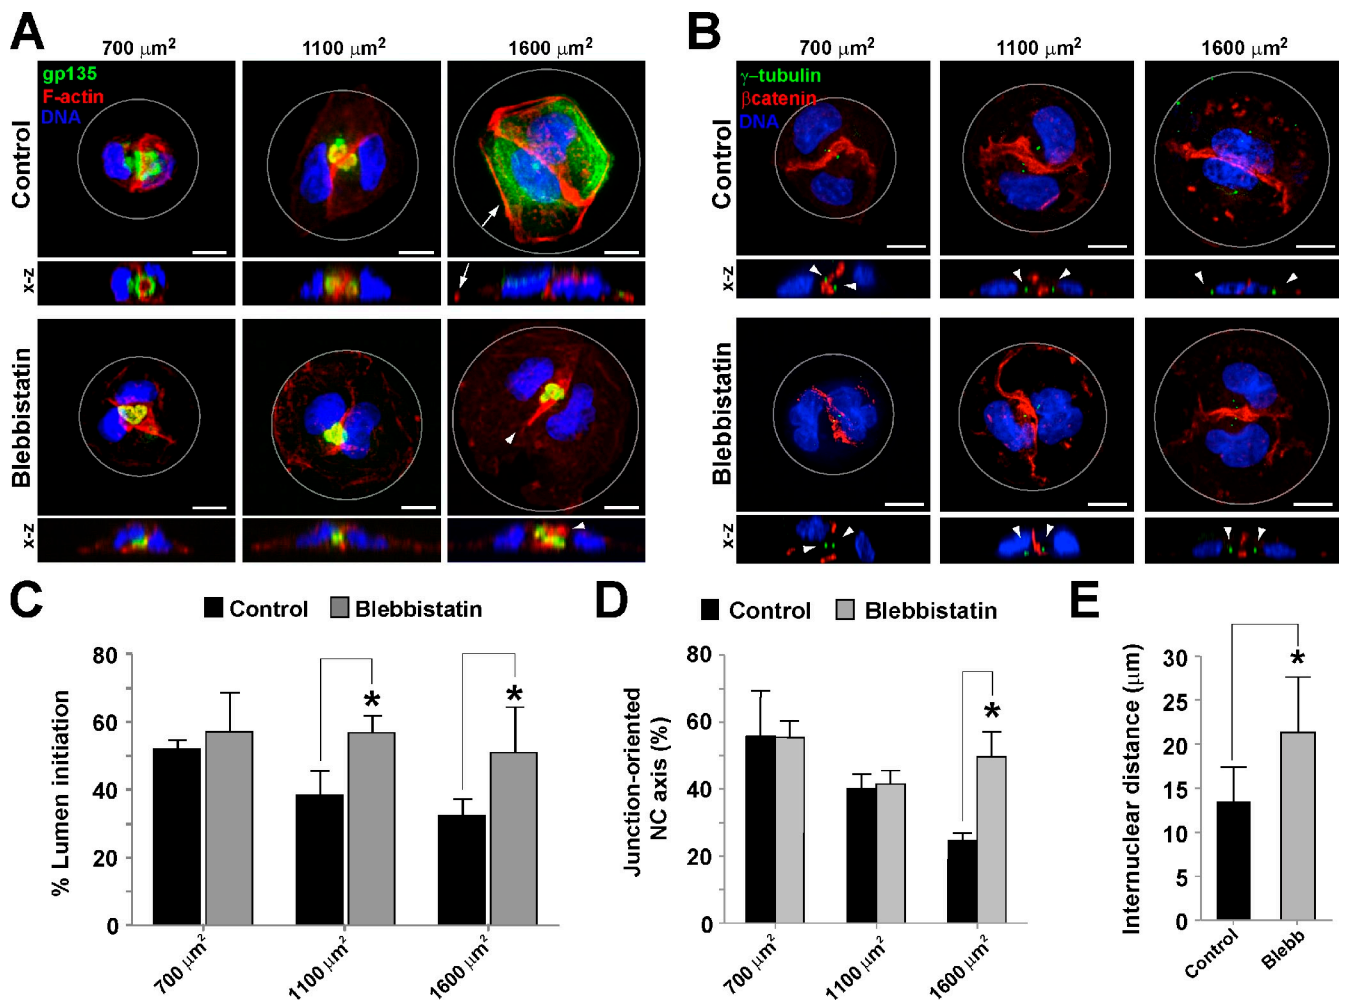 A
B
700 μm²
1100 μm²
1600 μm²
700 μm²
1100 μm²
1600 μm²
gp135
F-actin
DNA
γ-tubulin
βcatenin
DNA
Control
Control
x-z
x-z
Blebbistatin
Blebbistatin
x-z
x-z
C
Control
Blebbistatin
D
Control
Blebbistatin
E
% Lumen initiation
80
60
40
20
0
700 μm²
1100 μm²
1600 μm²
*
*
Junction-oriented
NC axis (%)
80
60
40
20
0
700 μm²
1100 μm²
1600 μm²
*
Internuclear distance (μm)
30
25
20
15
10
5
0
Control
Blebb
*